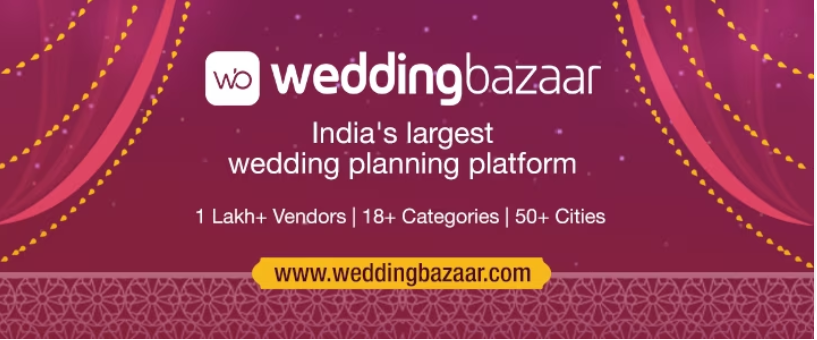 wo weddingbazaar
India's largest
wedding planning platform
1 Lakh+ Vendors | 18+ Categories | 50+ Cities
www.weddingbazaar.com